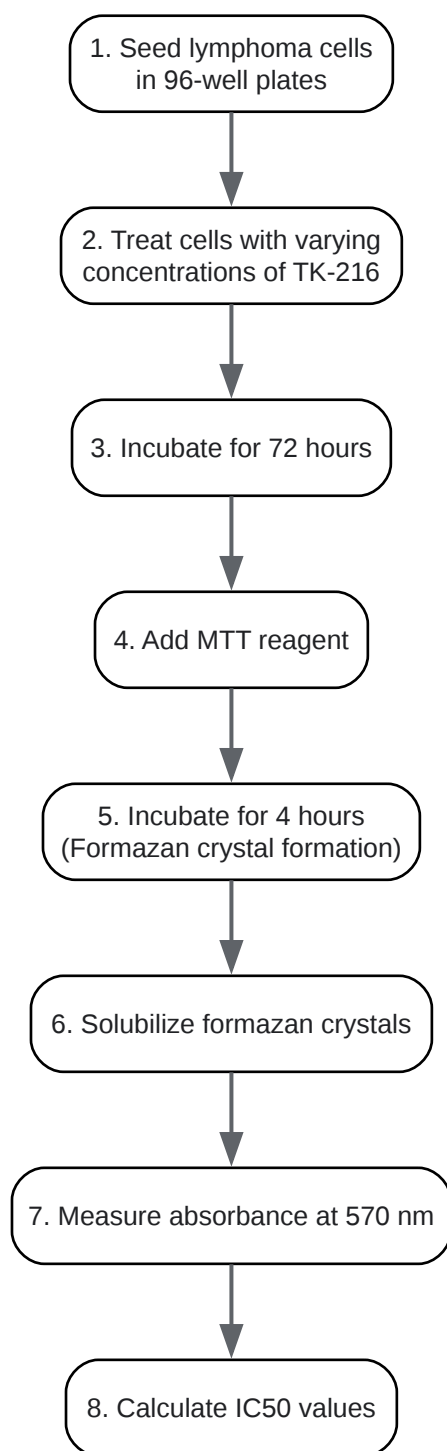 1. Seed lymphoma cells
in 96-well plates
2. Treat cells with varying
concentrations of TK-216
3. Incubate for 72 hours
4. Add MTT reagent
5. Incubate for 4 hours
(Formazan crystal formation)
6. Solubilize formazan crystals
7. Measure absorbance at 570 nm
8. Calculate IC50 values